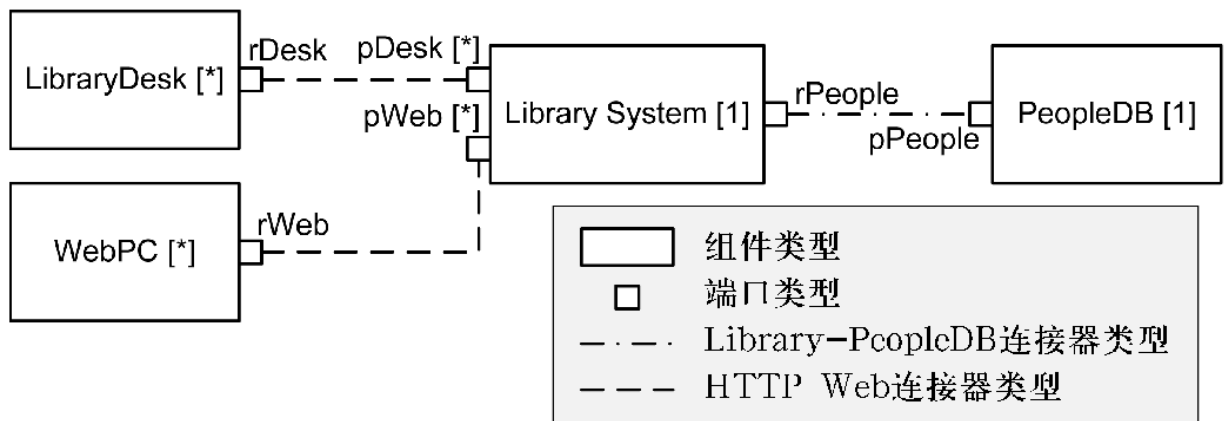 LibraryDesk [*]
rDesk
pDesk [*]
pWeb [*]
Library System [1]
rPeople
pPeople
PeopleDB [1]
WebPC [*]
rWeb
组件类型
端口类型
Library-PeopleDB连接器类型
HTTP Web连接器类型